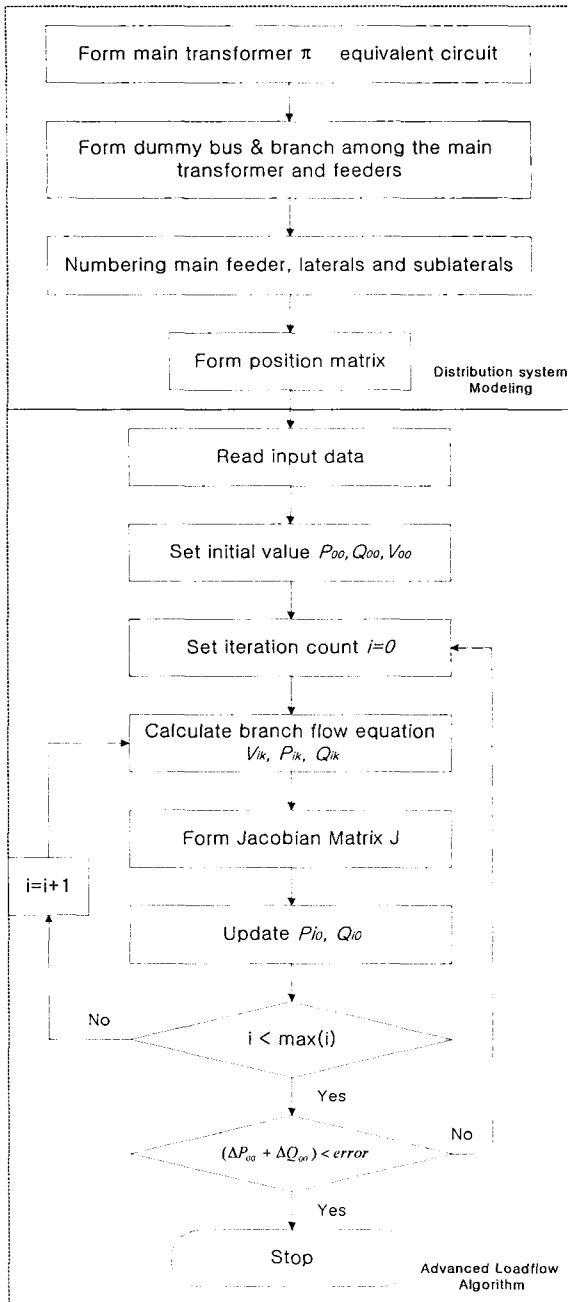 Form main transformer π equivalent circuit
Form dummy bus & branch among the main
transformer and feeders
Numbering main feeder, laterals and sublaterals
Form position matrix
Distribution system
Modeling
Read input data
Set initial value P₀₀, Q₀₀, V₀₀
Set iteration count i=0
Calculate branch flow equation
Vik, Pik, Qik
Form Jacobian Matrix J
i=i+1
Update Pi0, Qi0
No
i < max(i)
Yes
(ΔP₀₀ + ΔQ₀₀) < error
No
Yes
Stop
Advanced Loadflow
Algorithm